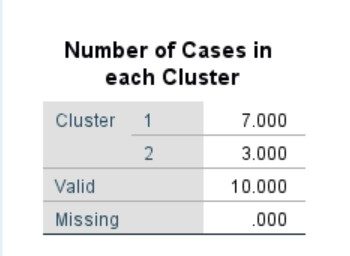 Number of Cases in
each Cluster
Cluster 1 7.000
2 3.000
Valid 10.000
Missing .000